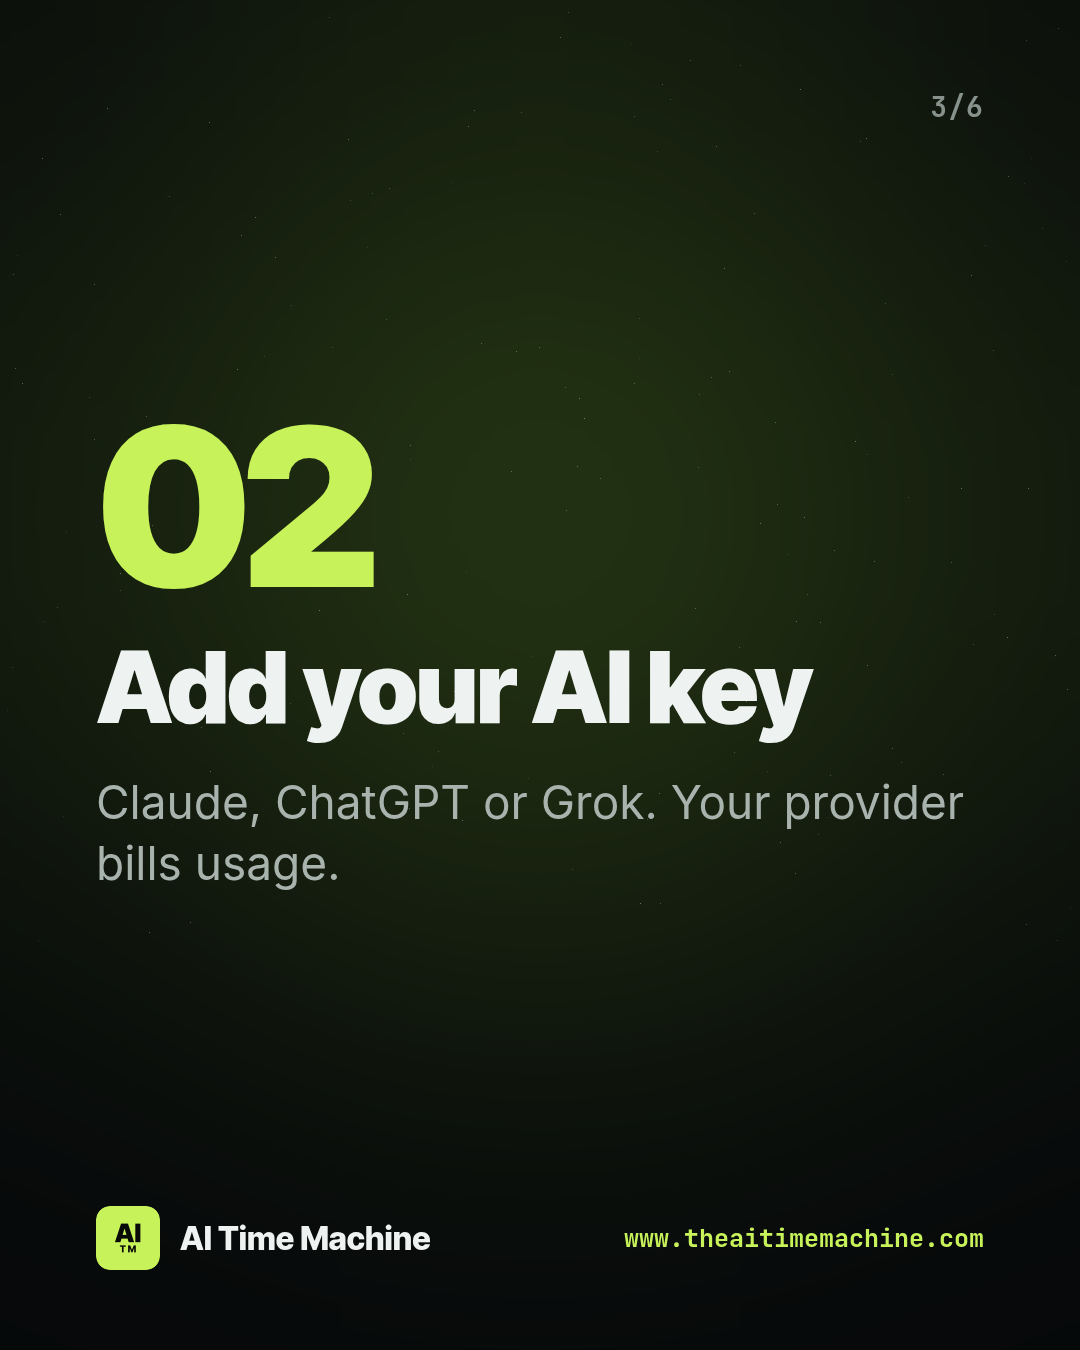 3/6
02
Add your AI key
Claude, ChatGPT or Grok. Your provider
bills usage.
AI
TM
AI Time Machine
www.theaitimemachine.com